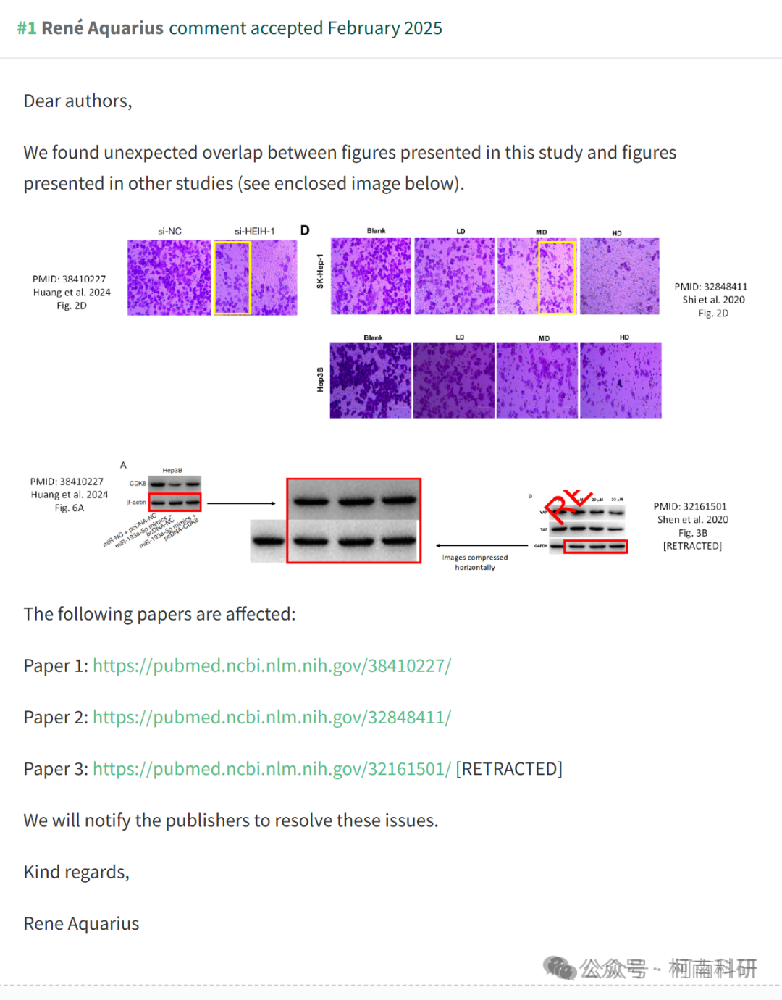 #1 René Aquarius comment accepted February 2025
Dear authors,
We found unexpected overlap between figures presented in this study and figures
presented in other studies (see enclosed image below).
si-NC
si-HEIH-1
D
Blank
LD
MD
HD
SK-Hep-1
PMID: 38410227
Huang et al. 2024
Fig. 2D
PMID: 32848411
Shi et al. 2020
Fig. 2D
Blank
LD
MD
HD
Hep3B
A
Hep3B
PMID: 38410227
Huang et al. 2024
Fig. 6A
CDK8
β-actin
miR-NC + pcDNA-NC
miR-193a-5p mimics +
pcDNA-NC
miR-193a-5p mimics +
pcDNA-CDK8
B
RE
20 μM
30 μM
YAP
TAZ
GAPDH
PMID: 32161501
Shen et al. 2020
Fig. 3B
[RETRACTED]
Images compressed
horizontally
The following papers are affected:
Paper 1: https://pubmed.ncbi.nlm.nih.gov/38410227/
Paper 2: https://pubmed.ncbi.nlm.nih.gov/32848411/
Paper 3: https://pubmed.ncbi.nlm.nih.gov/32161501/ [RETRACTED]
We will notify the publishers to resolve these issues.
Kind regards,
Rene Aquarius
公众号 · 柯南科研